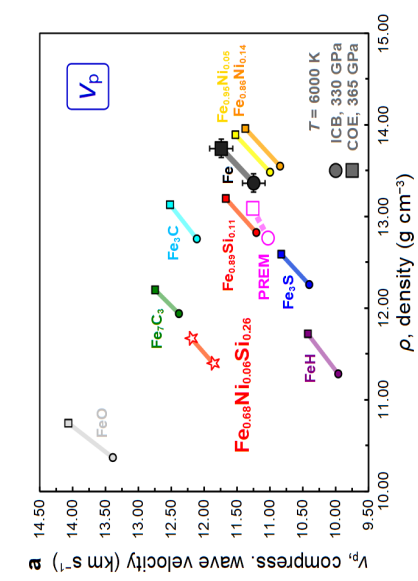 a
Vp
T = 6000 K
ICB, 330 GPa
COE, 365 GPa
Fe0.95Ni0.05
Fe0.86Ni0.14
Fe
Fe3C
Fe0.89Si0.11
PREM
Fe7C3
Fe3S
Fe0.68Ni0.06Si0.26
FeH
FeO
14.50
14.00
13.50
13.00
12.50
12.00
11.50
11.00
10.50
10.00
9.50
vp, compress. wave velocity (km s⁻¹)
10.00
11.00
12.00
13.00
14.00
15.00
ρ, density (g cm⁻³)